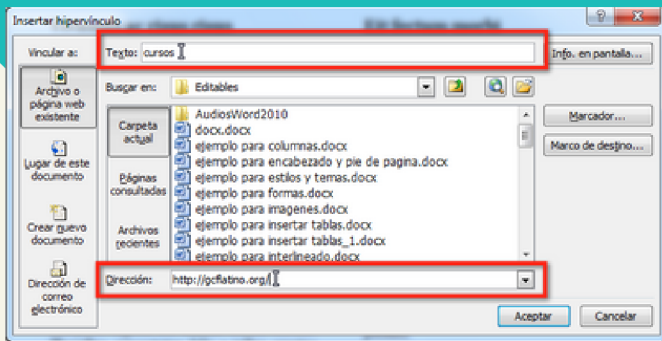 Insertar hipervínculo
Vincular a:
Texto: cursos
Info. en pantalla...
Archivo o
página web
existente
Buscar en: Editables
Lugar de este
documento
Crear nuevo
documento
Dirección de
correo
electrónico
Carpeta
actual
Páginas
consultadas
Archivos
recientes
AudiosWord2010
docx.docx
ejemplo para columnas.docx
ejemplo para encabezado y pie de pagina.docx
ejemplo para estilos y temas.docx
ejemplo para formas.docx
ejemplo para imagenes.docx
ejemplo para insertar tablas.docx
ejemplo para insertar tablas_1.docx
ejemplo para interlineado.docx
Marcador...
Marco de destino...
Dirección: http://gcflatino.org/
Aceptar
Cancelar